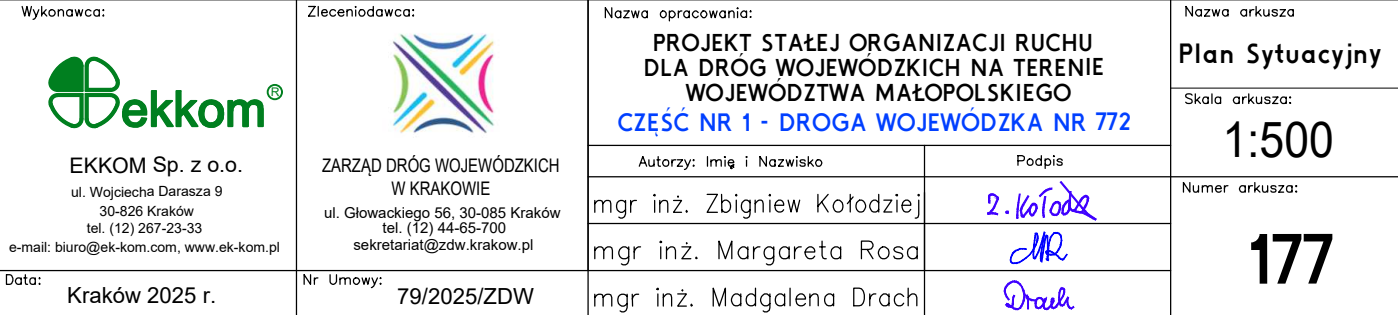 Wykonawca:
ekkom®
EKKOM Sp. z o.o.
ul. Wojciecha Darasza 9
30-826 Kraków
tel. (12) 267-23-33
e-mail: biuro@ek-kom.com, www.ek-kom.pl
Data:
Kraków 2025 r.
Zleceniodawca:
ZARZĄD DRÓG WOJEWÓDZKICH
W KRAKOWIE
ul. Głowackiego 56, 30-085 Kraków
tel. (12) 44-65-700
sekretariat@zdw.krakow.pl
Nr Umowy:
79/2025/ZDW
Nazwa opracowania:
PROJEKT STAŁEJ ORGANIZACJI RUCHU
DLA DRÓG WOJEWÓDZKICH NA TERENIE
WOJEWÓDZTWA MAŁOPOLSKIEGO
CZĘŚĆ NR 1 - DROGA WOJEWÓDZKA NR 772
Autorzy: Imię i Nazwisko
Podpis
mgr inż. Zbigniew Kołodziej
Z. Kołodz
mgr inż. Margareta Rosa
MR
mgr inż. Madgalena Drach
Drach
Nazwa arkusza
Plan Sytuacyjny
Skala arkusza:
1:500
Numer arkusza:
177